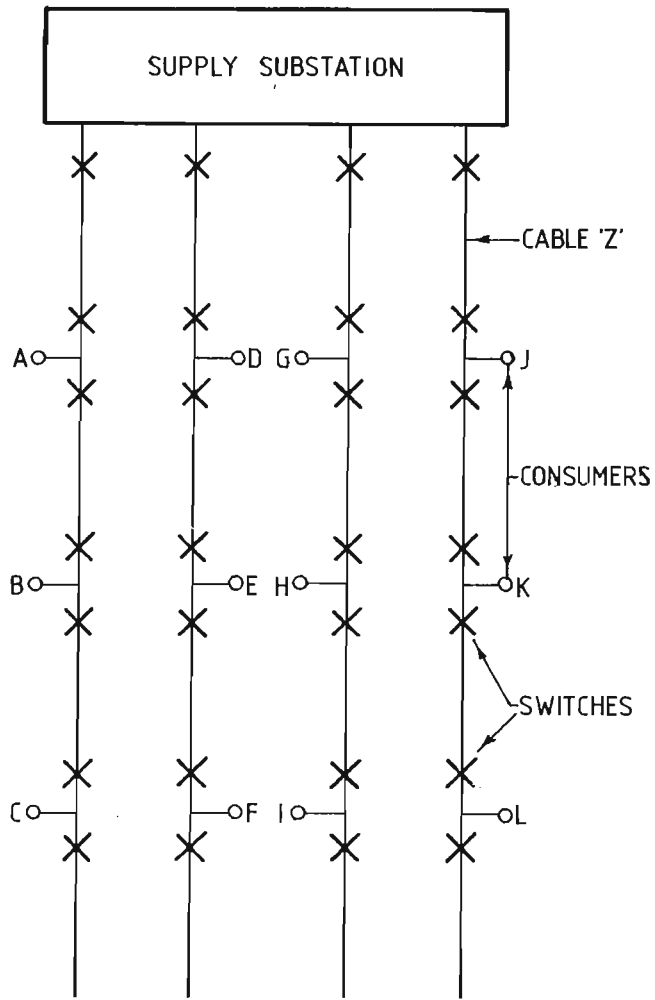 SUPPLY SUBSTATION
CABLE 'Z'
A D G J
CONSUMERS
B E H K
SWITCHES
C F I L